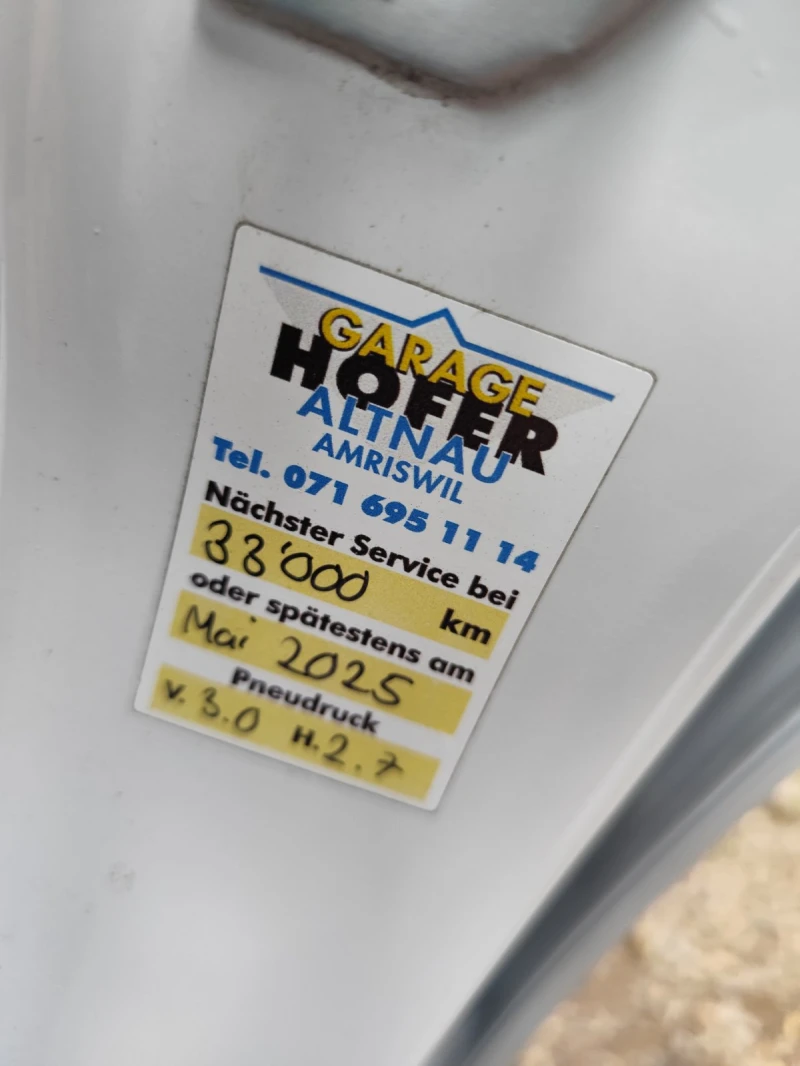 GARAGE
HOFER
ALTNAU
AMRISWIL
Tel. 071 695 11 14
Nächster Service bei
33'000 km
oder spätestens am
Mai 2025
Pneudruck
V. 3.0 H. 2.7